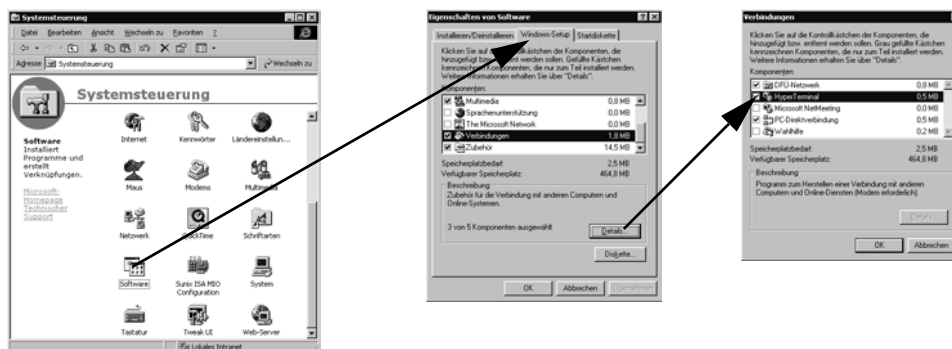 Systemsteuerung
Datei Bearbeiten Ansicht Wechseln zu Favoriten ?
Adresse Systemsteuerung Wechseln zu
Systemsteuerung
Software
Installiert
Programme und
erstellt
Verknüpfungen.
Microsoft-
Homepage
Technischer
Support
Internet Kennwörter Ländereinstellun...
Maus Modems Multimedia
Netzwerk QuickTime Schriftarten
Software Sunix ISA MIO Configuration System
Tastatur Tweak UI Web-Server
Lokales Intranet
Eigenschaften von Software
Installieren/Deinstallieren Windows-Setup Startdiskette
Klicken Sie auf die Kontrollkästchen der Komponenten, die
hinzugefügt bzw. entfernt werden sollen. Gefüllte Kästchen
kennzeichnen Komponenten, die nur zum Teil installiert werden.
Weitere Informationen erhalten Sie über "Details".
Komponenten:
Multimedia 0,8 MB
Sprachenunterstützung 0,0 MB
The Microsoft Network 0,0 MB
Verbindungen 1,8 MB
Zubehör 14,5 MB
Speicherplatzbedarf: 2,5 MB
Verfügbarer Speicherplatz: 464,8 MB
Beschreibung
Zubehör für die Verbindung mit anderen Computern und
Online-Systemen.
3 von 5 Komponenten ausgewählt Details...
Diskette...
OK Abbrechen Übernehmen
Verbindungen
Klicken Sie auf die Kontrollkästchen der Komponenten, die
hinzugefügt bzw. entfernt werden sollen. Grau gefüllte Kästchen
kennzeichnen Komponenten, die nur zum Teil installiert werden.
Weitere Informationen erhalten Sie über "Details".
Komponenten:
DFÜ-Netzwerk 0,8 MB
HyperTerminal 0,5 MB
Microsoft NetMeeting 0,0 MB
PC-Direktverbindung 0,5 MB
Wahlhilfe 0,2 MB
Speicherplatzbedarf: 2,5 MB
Verfügbarer Speicherplatz: 464,8 MB
Beschreibung
Programm zum Herstellen einer Verbindung mit anderen
Computern und Online-Diensten (Modem erforderlich).
Details...
OK Abbrechen